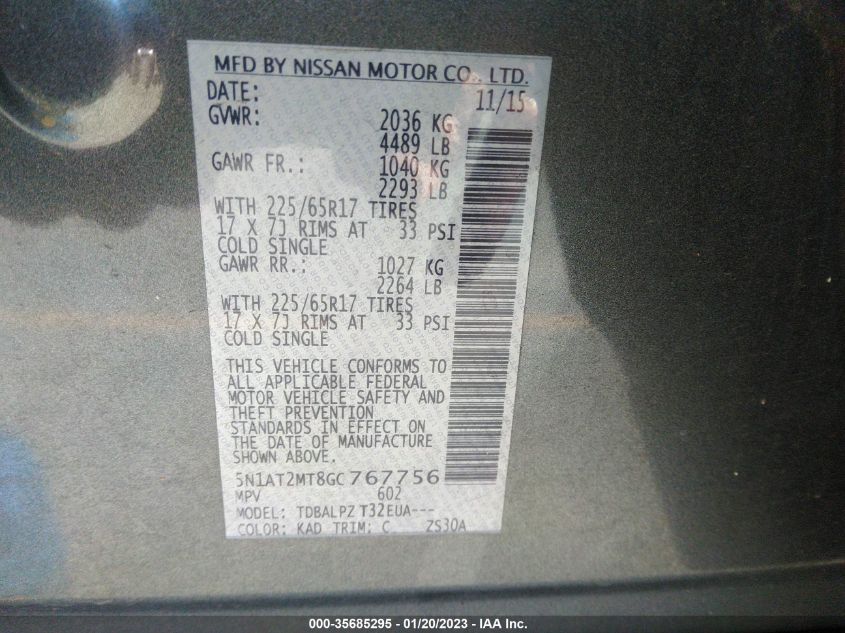 MFD BY NISSAN MOTOR CO., LTD.
DATE: 11/15
GVWR: 2036 KG
4489 LB
GAWR FR.: 1040 KG
2293 LB
WITH 225/65R17 TIRES
17 X 7J RIMS AT 33 PSI
COLD SINGLE
GAWR RR.: 1027 KG
2264 LB
WITH 225/65R17 TIRES
17 X 7J RIMS AT 33 PSI
COLD SINGLE
THIS VEHICLE CONFORMS TO
ALL APPLICABLE FEDERAL
MOTOR VEHICLE SAFETY AND
THEFT PREVENTION
STANDARDS IN EFFECT ON
THE DATE OF MANUFACTURE
SHOWN ABOVE.
5N1AT2MT8GC767756
MPV 602
MODEL: TDBALPZ T32EUA---
COLOR: KAD TRIM: C ZS30A
000-35685295 - 01/20/2023 - IAA Inc.